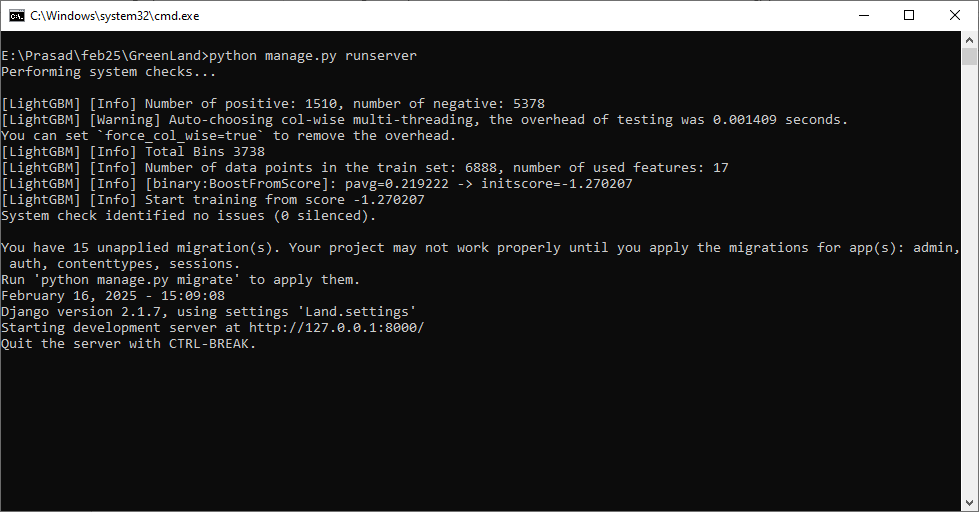 C:\Windows\system32\cmd.exe
E:\Prasad\feb25\GreenLand>python manage.py runserver
Performing system checks...
[LightGBM] [Info] Number of positive: 1510, number of negative: 5378
[LightGBM] [Warning] Auto-choosing col-wise multi-threading, the overhead of testing was 0.001409 seconds.
You can set `force_col_wise=true` to remove the overhead.
[LightGBM] [Info] Total Bins 3738
[LightGBM] [Info] Number of data points in the train set: 6888, number of used features: 17
[LightGBM] [Info] [binary:BoostFromScore]: pavg=0.219222 -> initscore=-1.270207
[LightGBM] [Info] Start training from score -1.270207
System check identified no issues (0 silenced).
You have 15 unapplied migration(s). Your project may not work properly until you apply the migrations for app(s): admin,
 auth, contenttypes, sessions.
Run 'python manage.py migrate' to apply them.
February 16, 2025 - 15:09:08
Django version 2.1.7, using settings 'Land.settings'
Starting development server at http://127.0.0.1:8000/
Quit the server with CTRL-BREAK.